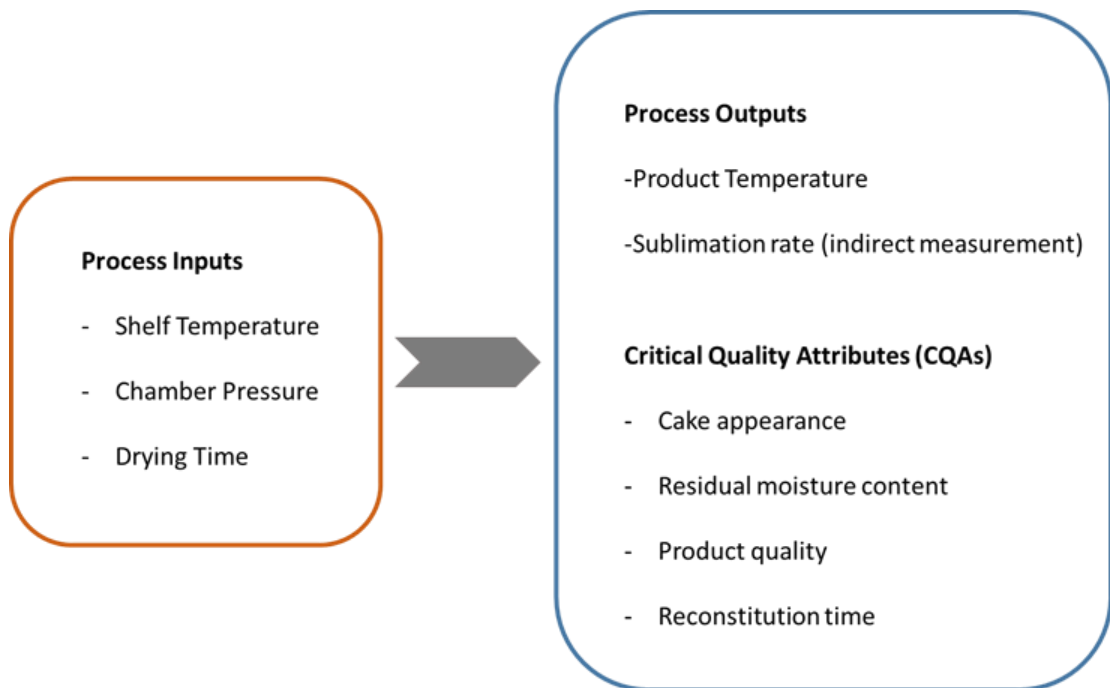 Process Inputs
- Shelf Temperature
- Chamber Pressure
- Drying Time
Process Outputs
-Product Temperature
-Sublimation rate (indirect measurement)
Critical Quality Attributes (CQAs)
- Cake appearance
- Residual moisture content
- Product quality
- Reconstitution time